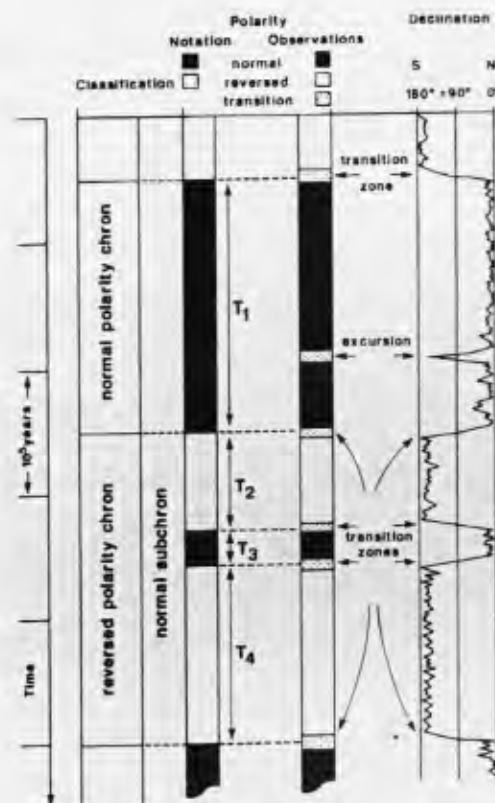 Polarity
Declination
Notation Observations
normal
Classification reversed
transition
S N
180° ±90° 0°
transition
zone
normal polarity chron
T1
excursion
10⁵years
T2
transition
zones
T3
reversed polarity chron
normal subchron
T4
Time